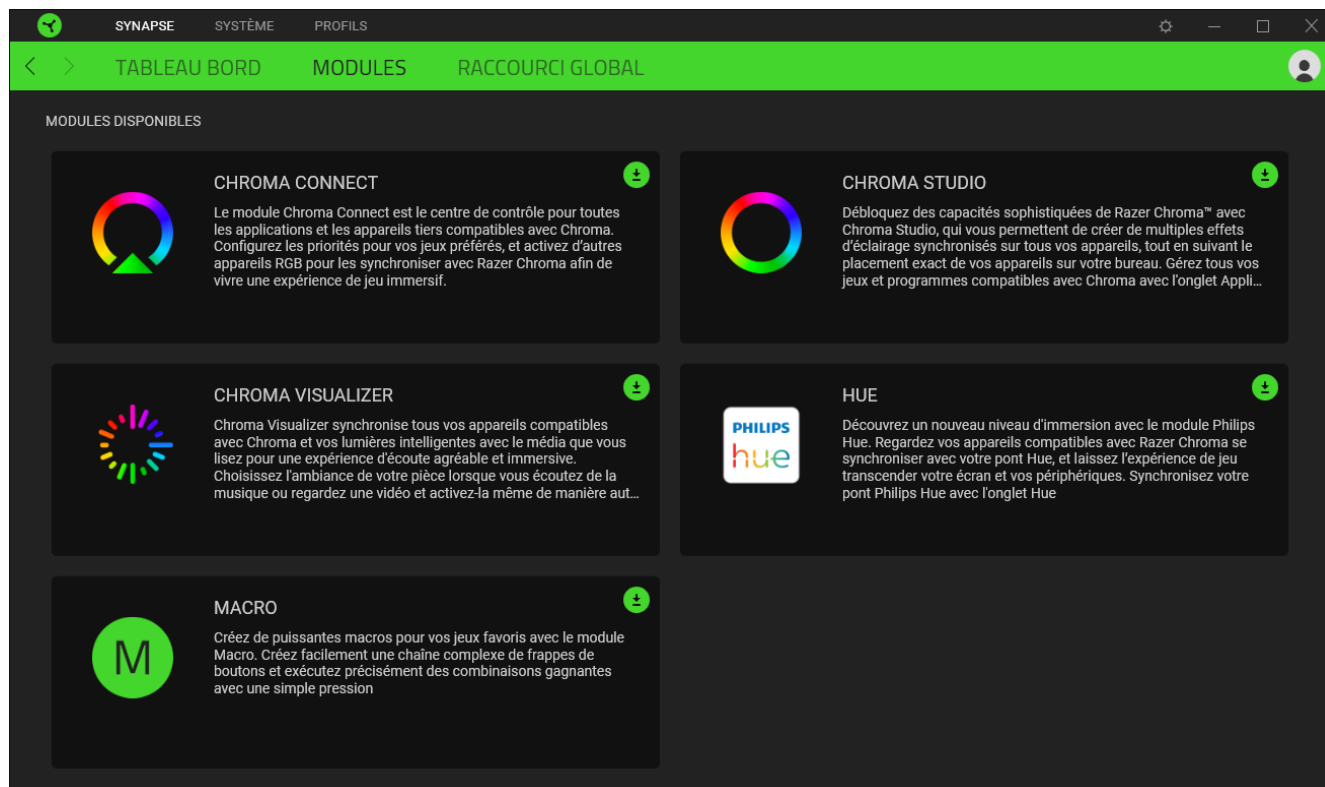 SYNAPSE SYSTÈME PROFILS
TABLEAU BORD MODULES RACCOURCI GLOBAL
MODULES DISPONIBLES
CHROMA CONNECT
Le module Chroma Connect est le centre de contrôle pour toutes
les applications et les appareils tiers compatibles avec Chroma.
Configurez les priorités pour vos jeux préférés, et activez d'autres
appareils RGB pour les synchroniser avec Razer Chroma afin de
vivre une expérience de jeu immersif.
CHROMA STUDIO
Débloquez des capacités sophistiquées de Razer Chroma™ avec
Chroma Studio, qui vous permettent de créer de multiples effets
d'éclairage synchronisés sur tous vos appareils, tout en suivant le
placement exact de vos appareils sur votre bureau. Gérez tous vos
jeux et programmes compatibles avec Chroma avec l'onglet Appli...
CHROMA VISUALIZER
Chroma Visualizer synchronise tous vos appareils compatibles
avec Chroma et vos lumières intelligentes avec le média que vous
lisez pour une expérience d'écoute agréable et immersive.
Choisissez l'ambiance de votre pièce lorsque vous écoutez de la
musique ou regardez une vidéo et activez-la même de manière aut...
PHILIPS
hue
HUE
Découvrez un nouveau niveau d'immersion avec le module Philips
Hue. Regardez vos appareils compatibles avec Razer Chroma se
synchroniser avec votre pont Hue, et laissez l'expérience de jeu
transcender votre écran et vos périphériques. Synchronisez votre
pont Philips Hue avec l'onglet Hue
M
MACRO
Créez de puissantes macros pour vos jeux favoris avec le module
Macro. Créez facilement une chaîne complexe de frappes de
boutons et exécutez précisément des combinaisons gagnantes
avec une simple pression